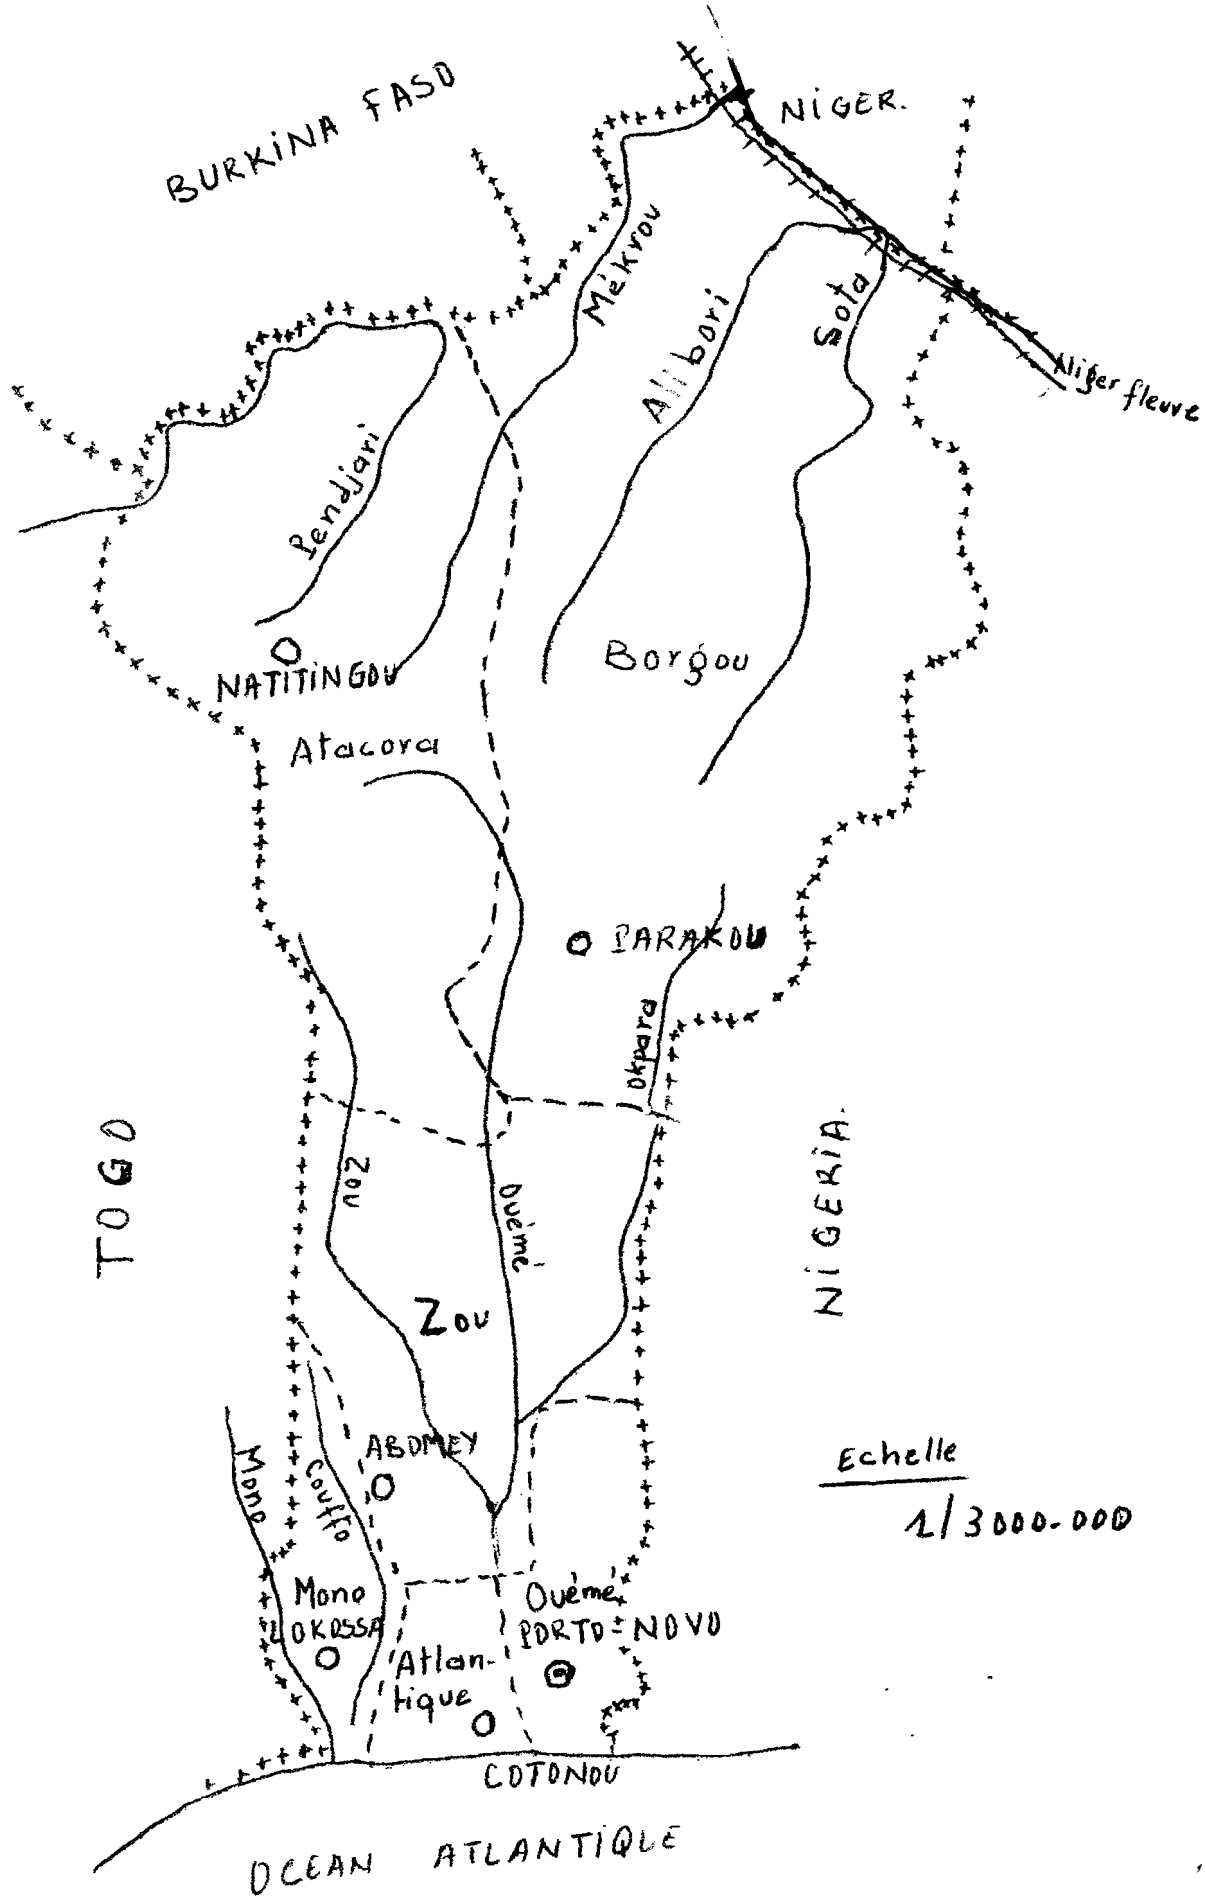 BURKINA FASO
NIGER.
Mékrou
Alibori
Sota
Niger fleuve
Pendjari
NATITINGOU
Borgou
Atacora
PARAKOU
Okpara
TOGO
Zou
Ouémé
NIGERIA.
Zou
Mono
Couffo
ABOMEY
Echelle
1/3000.000
Mono
LOKOSSA
Ouémé
PORTO-NOVO
Atlan-
tique
COTONOU
OCEAN ATLANTIQUE